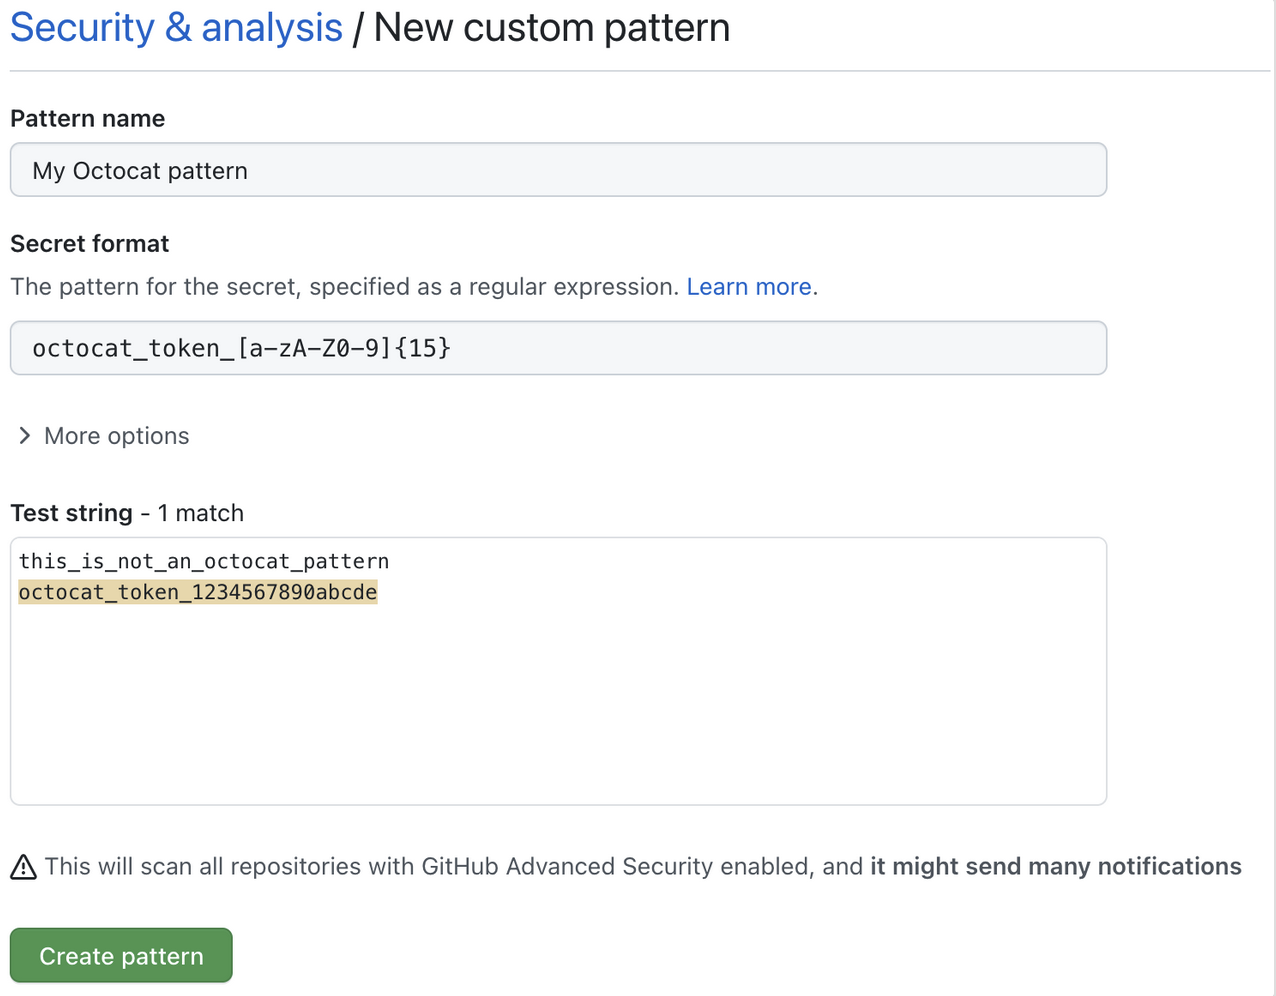 Security & analysis / New custom pattern
Pattern name
My Octocat pattern
Secret format
The pattern for the secret, specified as a regular expression. Learn more.
octocat_token_[a-zA-Z0-9]{15}
More options
Test string - 1 match
this_is_not_an_octocat_pattern
octocat_token_1234567890abcde
This will scan all repositories with GitHub Advanced Security enabled, and it might send many notifications
Create pattern